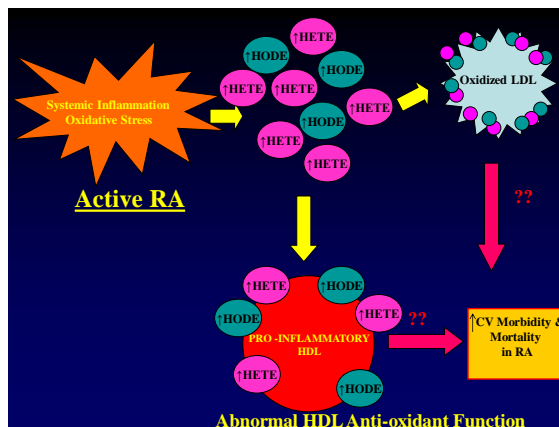 Systemic Inflammation
Oxidative Stress
Active RA
↑HETE
↑HODE
↑HODE
↑HETE
↑HETE
↑HETE
↑HODE
↑HETE
↑HETE
Oxidized LDL
??
↑HETE
↑HODE
↑HODE
↑HETE
??
PRO -INFLAMMATORY
HDL
↑HETE
↑HODE
↑CV Morbidity &
Mortality
in RA
Abnormal HDL Anti-oxidant Function